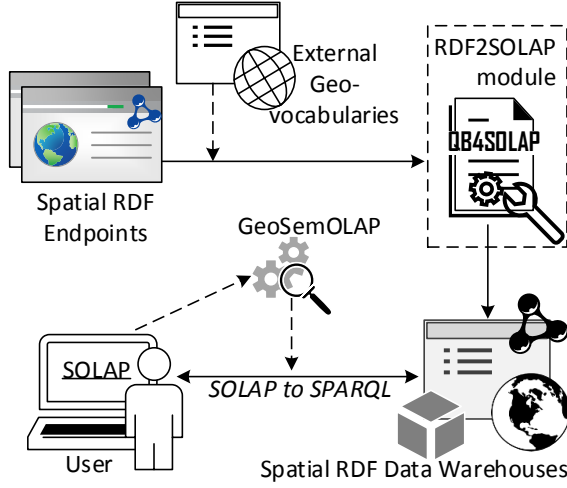 External
Geo-
vocabularies
RDF2SOLAP
module
QB4SOLAP
Spatial RDF
Endpoints
GeoSemOLAP
SOLAP
SOLAP to SPARQL
User
Spatial RDF Data Warehouses